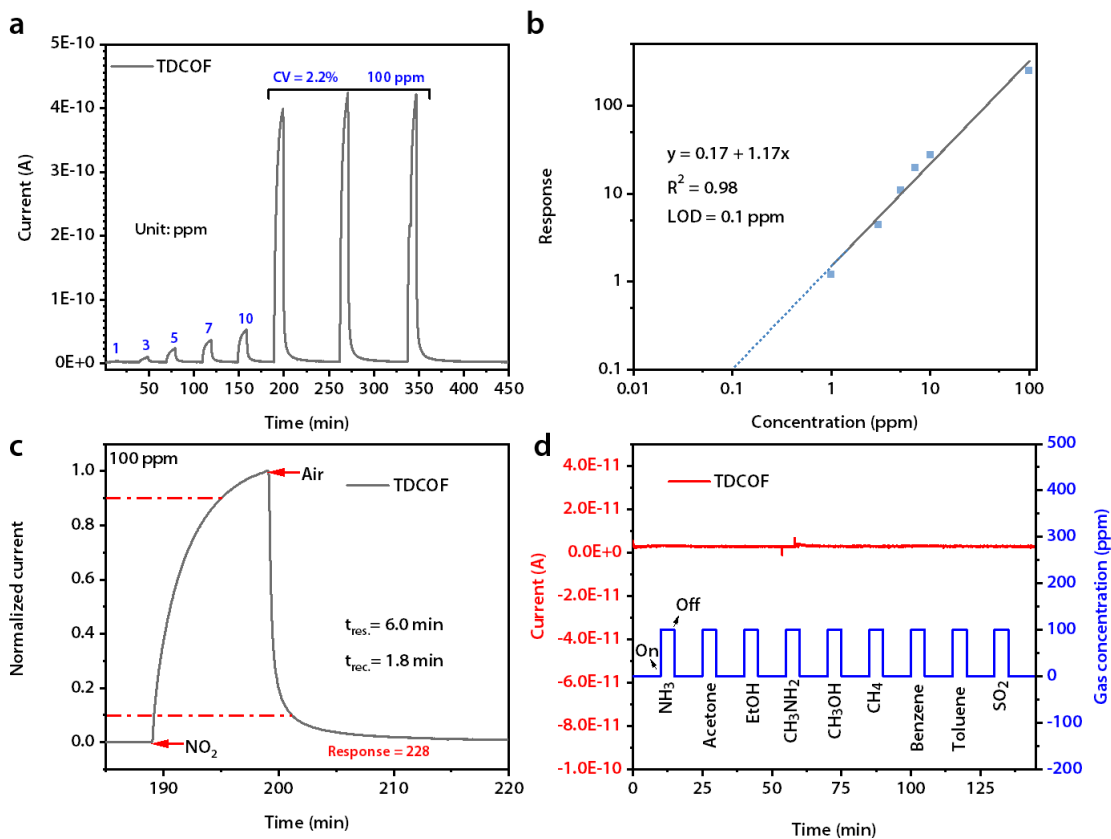 a
5E-10
4E-10
3E-10
2E-10
1E-10
0E+0
Current (A)
TDCOF
CV = 2.2%
100 ppm
Unit: ppm
1
3
5
7
10
50
100
150
200
250
300
350
400
450
Time (min)
b
100
10
1
0.1
Response
y = 0.17 + 1.17x
R² = 0.98
LOD = 0.1 ppm
0.01
0.1
1
10
100
Concentration (ppm)
c
100 ppm
1.0
0.8
0.6
0.4
0.2
0.0
Normalized current
Air
TDCOF
tres.= 6.0 min
trec.= 1.8 min
NO2
Response = 228
190
200
210
220
Time (min)
d
4.0E-11
2.0E-11
0.0E+0
-2.0E-11
-4.0E-11
-6.0E-11
-8.0E-11
-1.0E-10
Current (A)
TDCOF
On
Off
NH3
Acetone
EtOH
CH3NH2
CH3OH
CH4
Benzene
Toluene
SO2
500
400
300
200
100
0
-100
-200
Gas concentration (ppm)
0
25
50
75
100
125
Time (min)